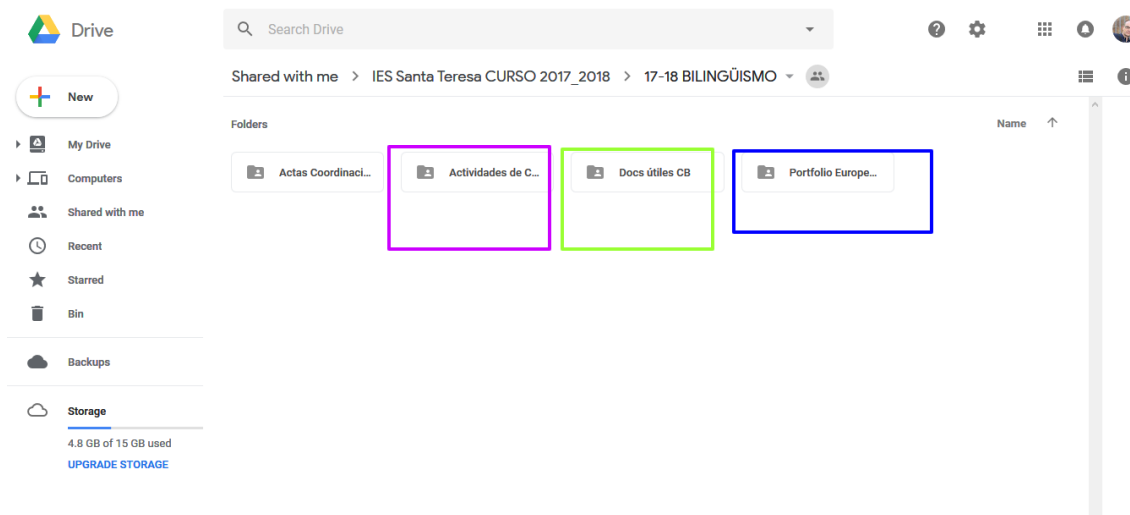 Drive
Search Drive
Shared with me > IES Santa Teresa CURSO 2017_2018 > 17-18 BILINGÜISMO
New
Folders
Name
My Drive
Actas Coordinaci...
Actividades de C...
Docs útiles CB
Portfolio Europe...
Computers
Shared with me
Recent
Starred
Bin
Backups
Storage
4.8 GB of 15 GB used
UPGRADE STORAGE